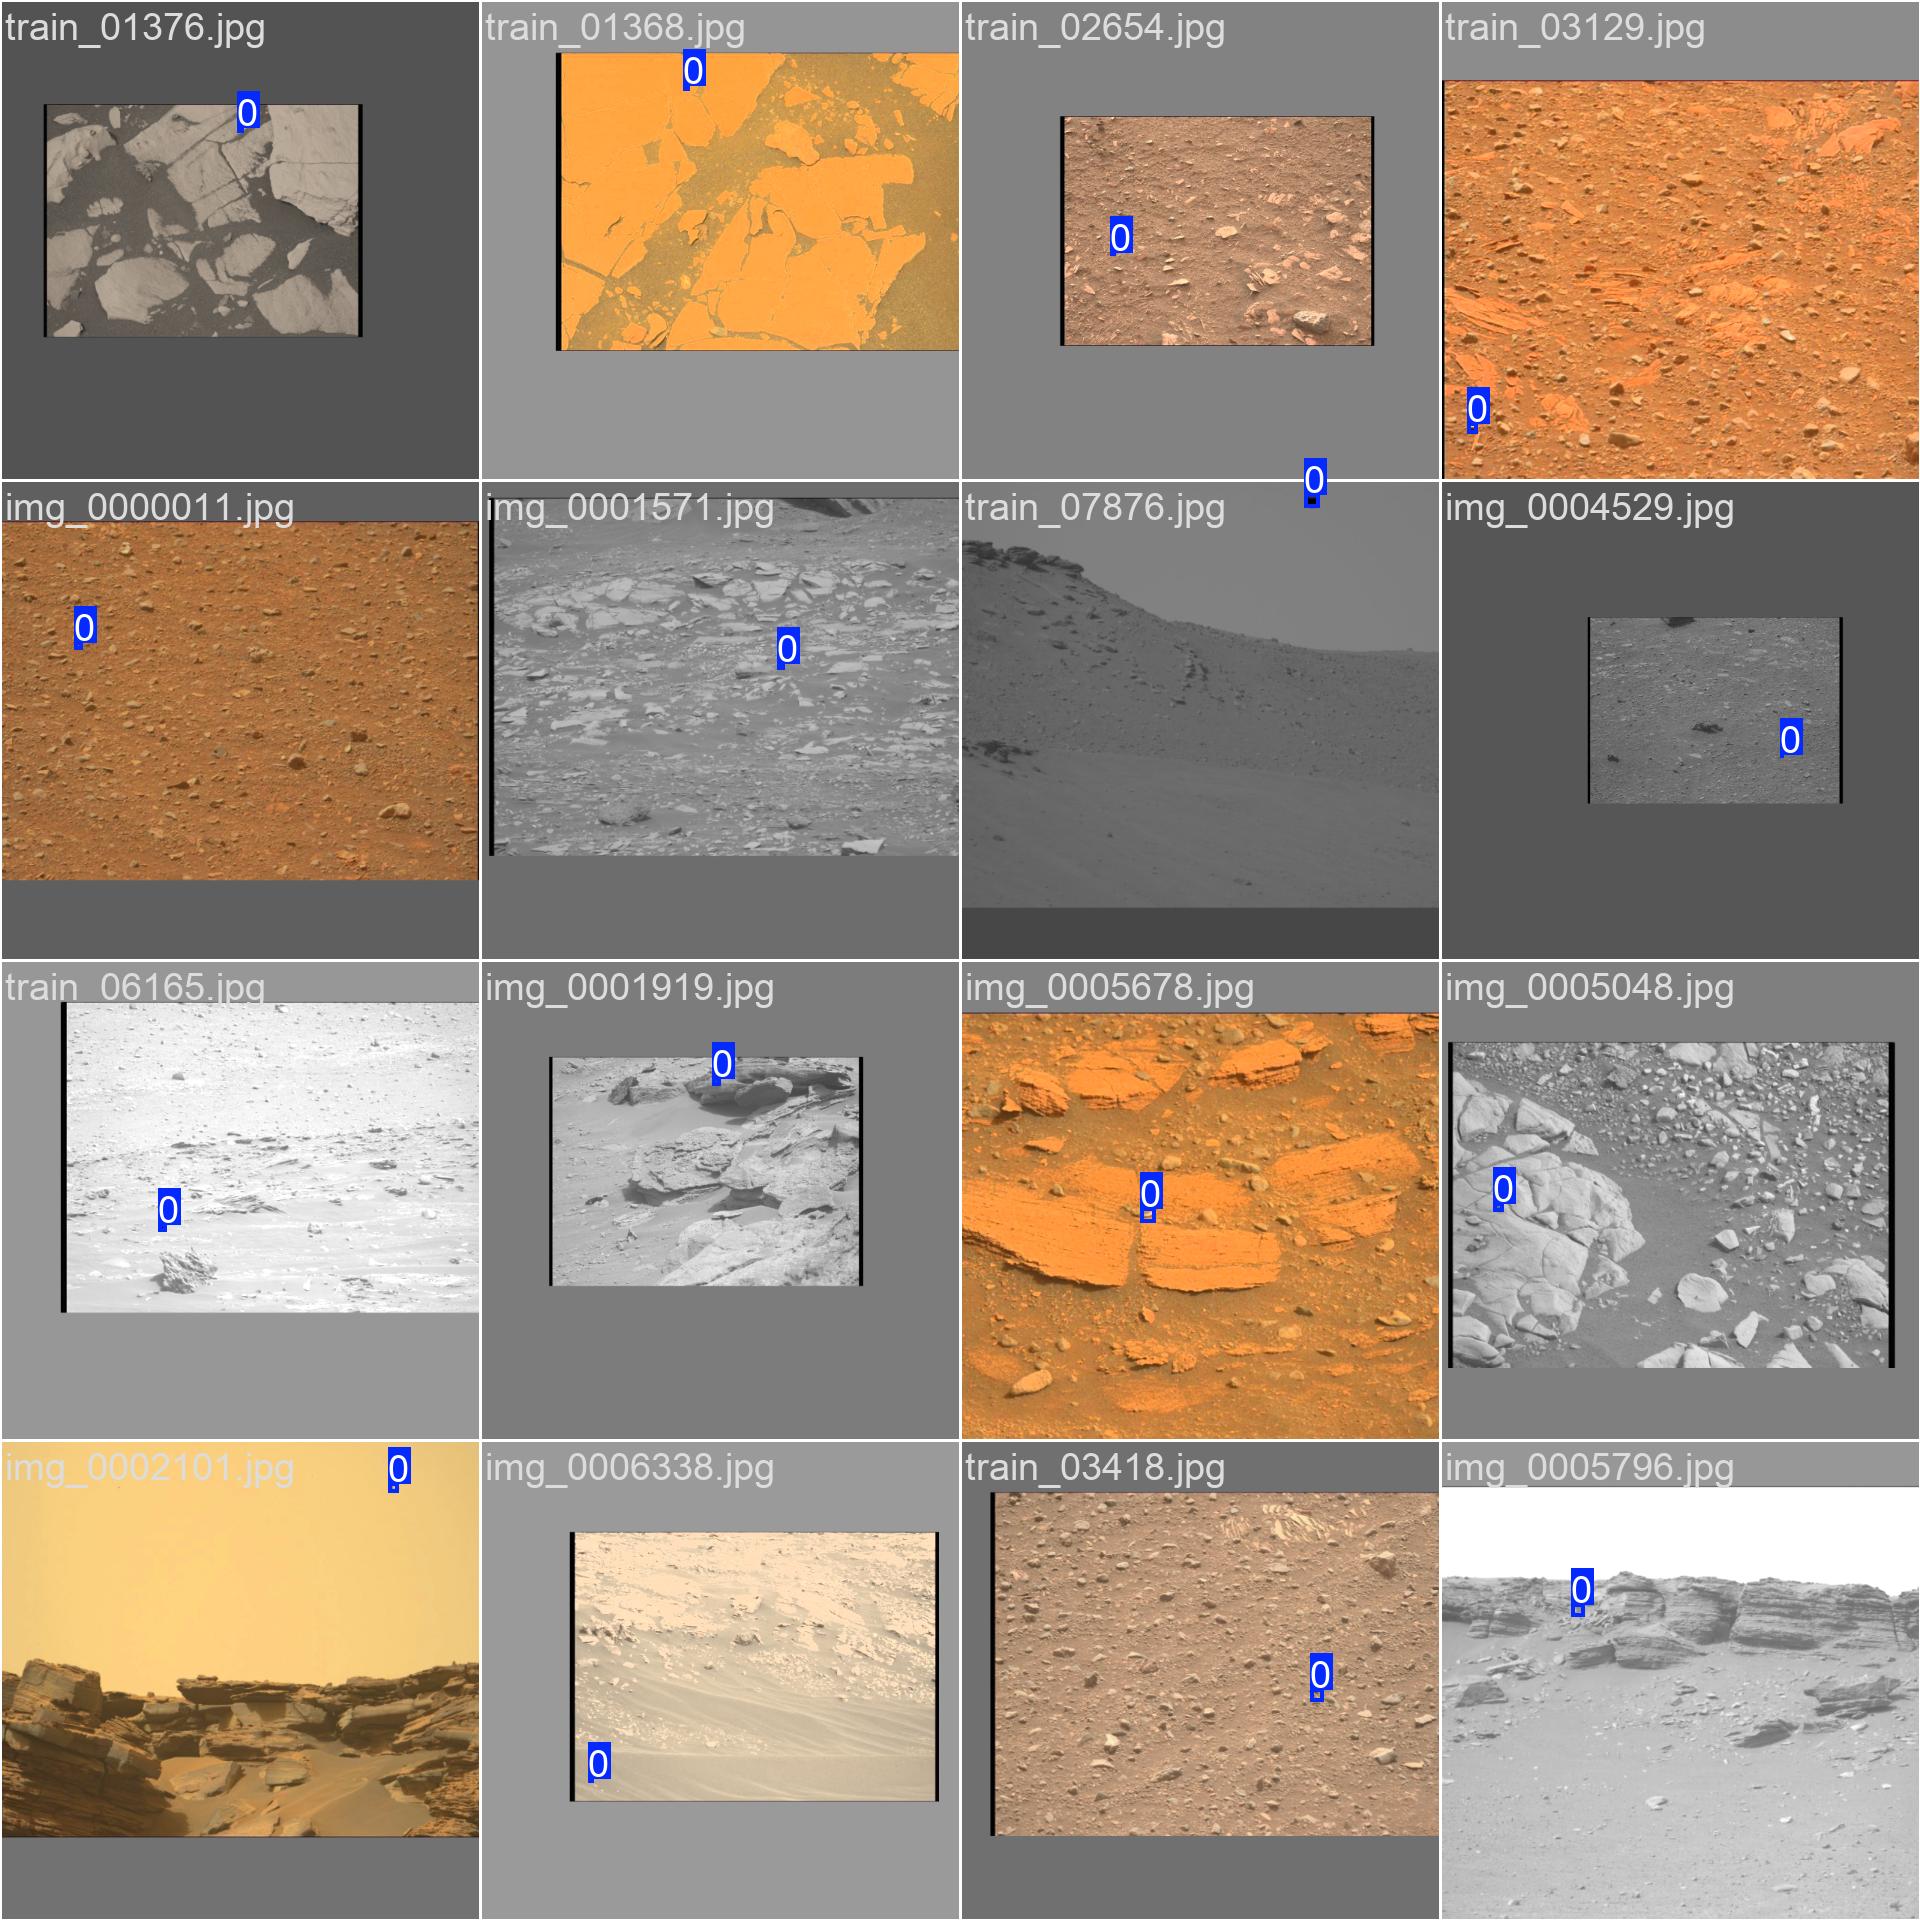 train_01376.jpg
train_01368.jpg
train_02654.jpg
train_03129.jpg
0
0
0
0
img_0000011.jpg
img_0001571.jpg
train_07876.jpg
img_0004529.jpg
0
0
0
0
train_06165.jpg
img_0001919.jpg
img_0005678.jpg
img_0005048.jpg
0
0
0
0
img_0002101.jpg
img_0006338.jpg
train_03418.jpg
img_0005796.jpg
0
0
0
0